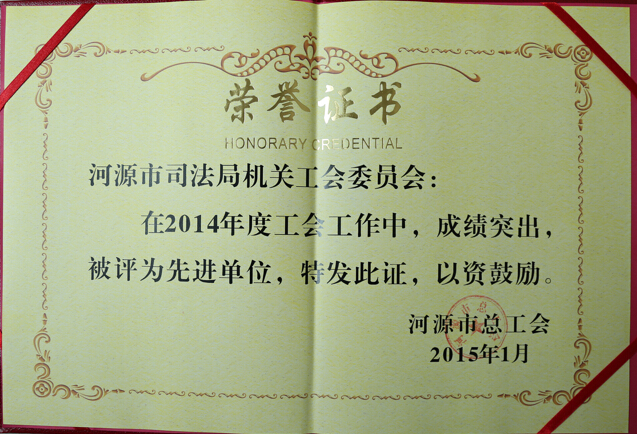 荣誉证书
HONORARY CREDENTIAL
河源市司法局机关工会委员会：
在2014年度工会工作中，成绩突出，
被评为先进单位，特发此证，以资鼓励。
河源市总工会
2015年1月